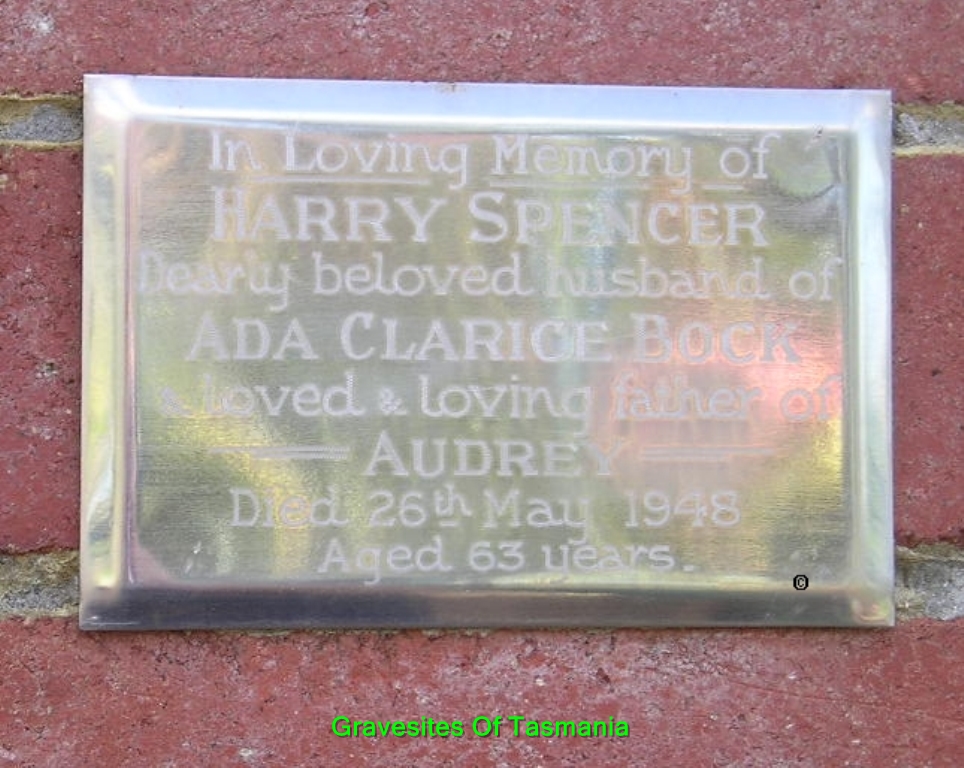 In Loving Memory of
HARRY SPENCER
Dearly beloved husband of
ADA CLARICE BOCK
& loved & loving father of
AUDREY
Died 26th May 1948
Aged 63 years.
©
Gravesites Of Tasmania